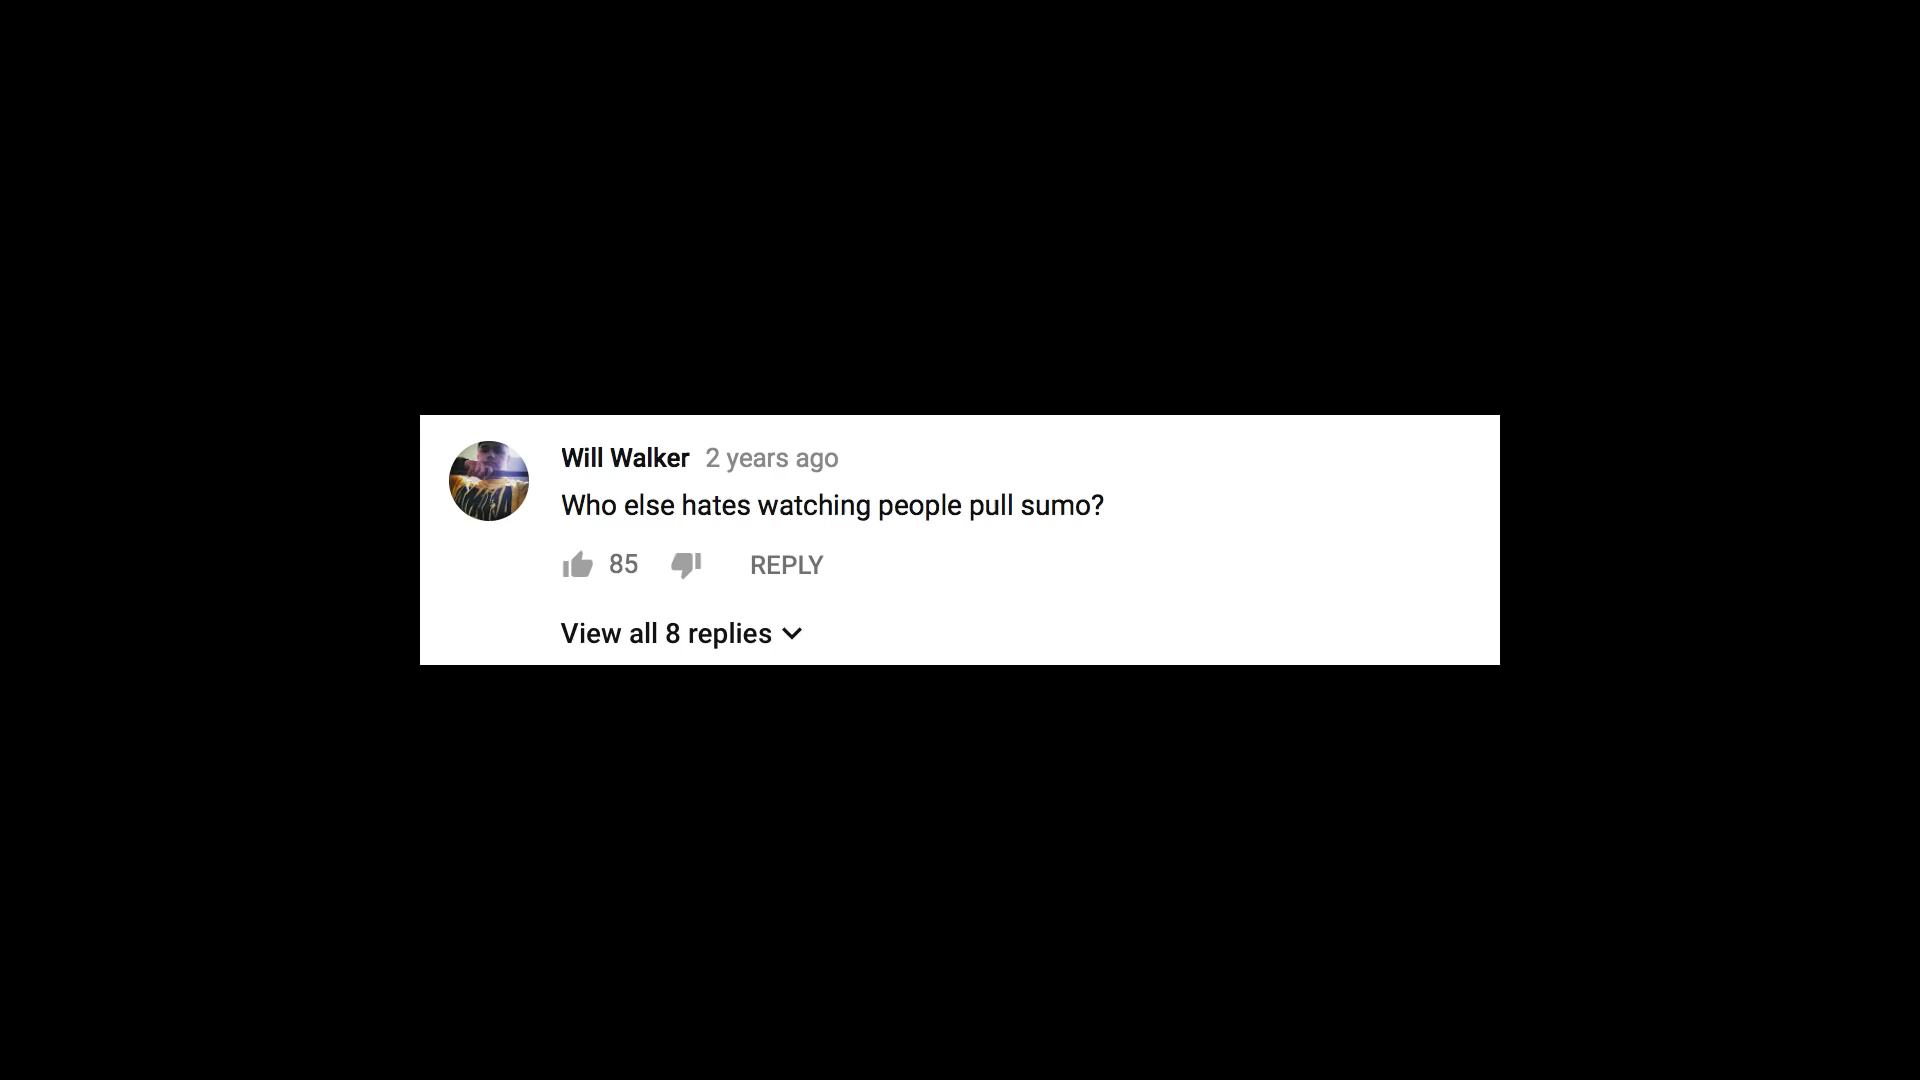 Will Walker 2 years ago
Who else hates watching people pull sumo?
85 REPLY
View all 8 replies